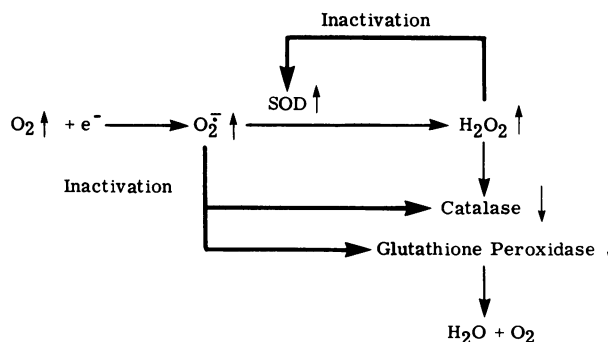 Inactivation
SOD ↑
O₂ ↑ + e⁻ → O₂∸ ↑ → H₂O₂ ↑
Inactivation
Catalase ↓
Glutathione Peroxidase
H₂O + O₂